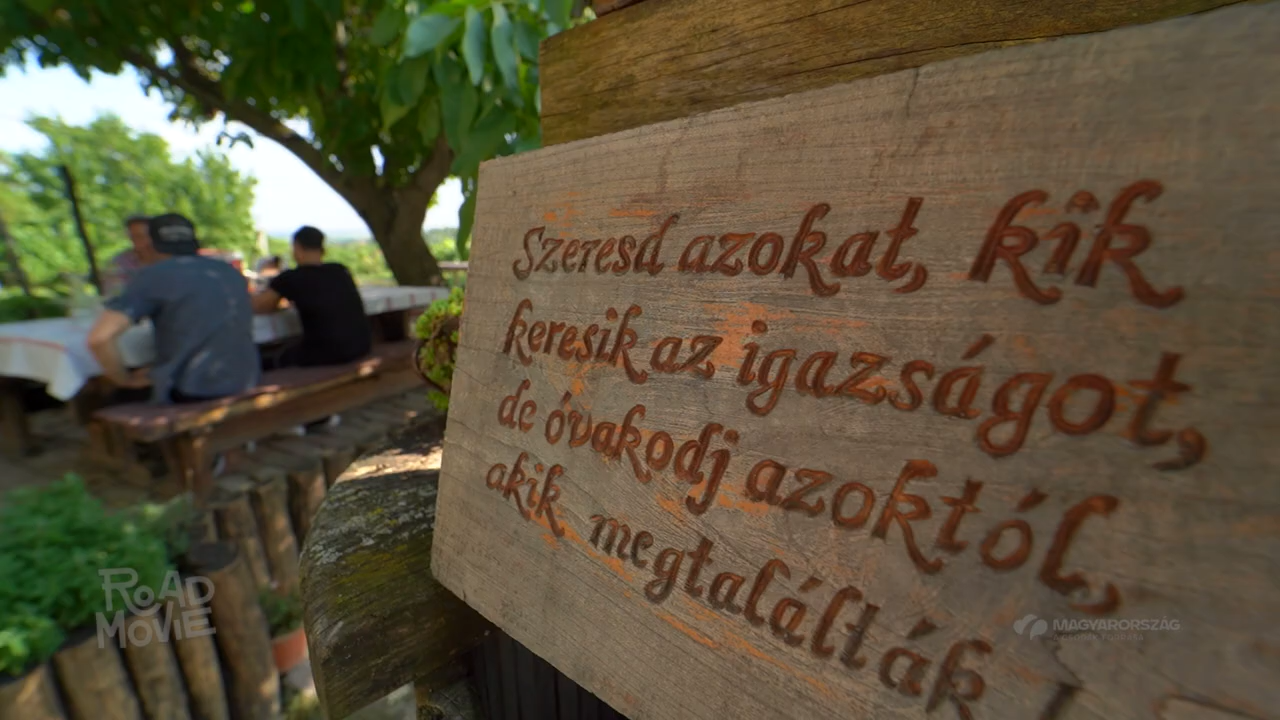 Szeresd azokat, kik
keresik az igazságot,
de óvakodj azoktól,
akik megtalálták !
ROAD
MOVIE
MAGYARORSZÁG